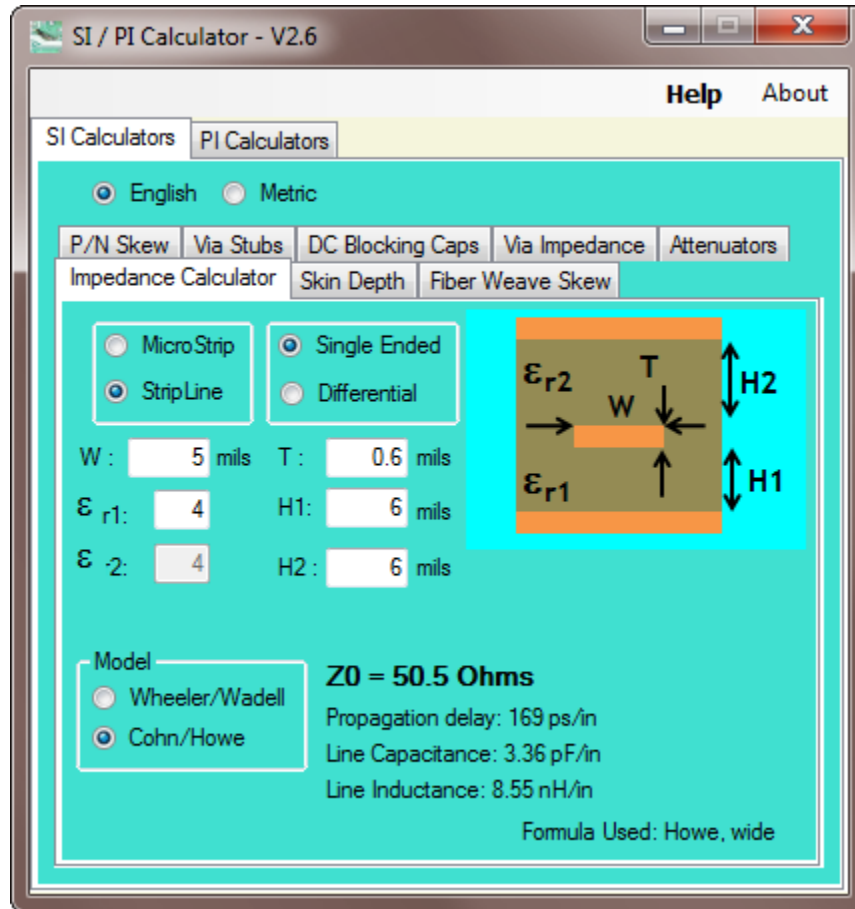 SI / PI Calculator - V2.6
Help About
SI Calculators PI Calculators
English Metric
P/N Skew Via Stubs DC Blocking Caps Via Impedance Attenuators
Impedance Calculator Skin Depth Fiber Weave Skew
MicroStrip Single Ended
StripLine Differential
εr2 T H2
W
εr1 H1
W : 5 mils T : 0.6 mils
ε r1: 4 H1: 6 mils
ε -2: 4 H2 : 6 mils
Model
Wheeler/Wadell
Cohn/Howe
Z0 = 50.5 Ohms
Propagation delay: 169 ps/in
Line Capacitance: 3.36 pF/in
Line Inductance: 8.55 nH/in
Formula Used: Howe, wide